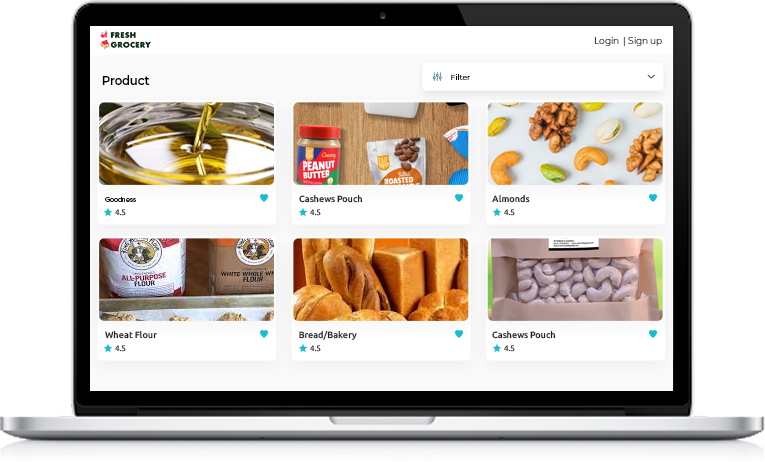 FRESH
GROCERY
Login | Sign up
Product
Filter
Creamy
PEANUT
BUTTER
ROASTED
Goodness
4.5
Cashews Pouch
4.5
Almonds
4.5
ALL-PURPOSE
FLOUR
WHITE WHOLE WH
FLOUR
Wheat Flour
4.5
Bread/Bakery
4.5
Cashews Pouch
4.5